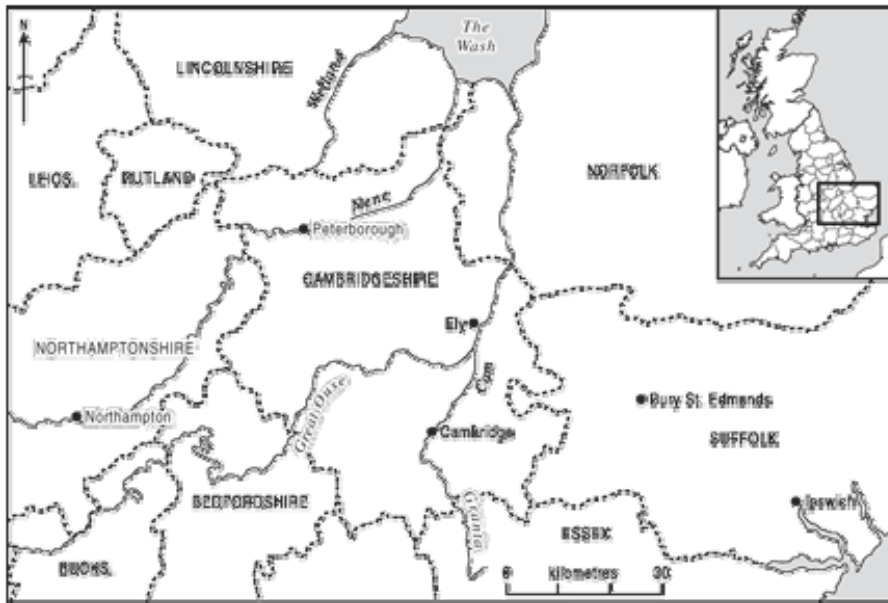 N
The
Wash
LINCOLNSHIRE
Welland
LEICS.
RUTLAND
NORFOLK
Nene
Peterborough
CAMBRIDGESHIRE
Ely
NORTHAMPTONSHIRE
Cam
Great Ouse
Northampton
Bury St. Edmunds
Cambridge
SUFFOLK
BEDFORDSHIRE
Granta
Ipswich
ESSEX
BUCKS.
0 kilometres 30